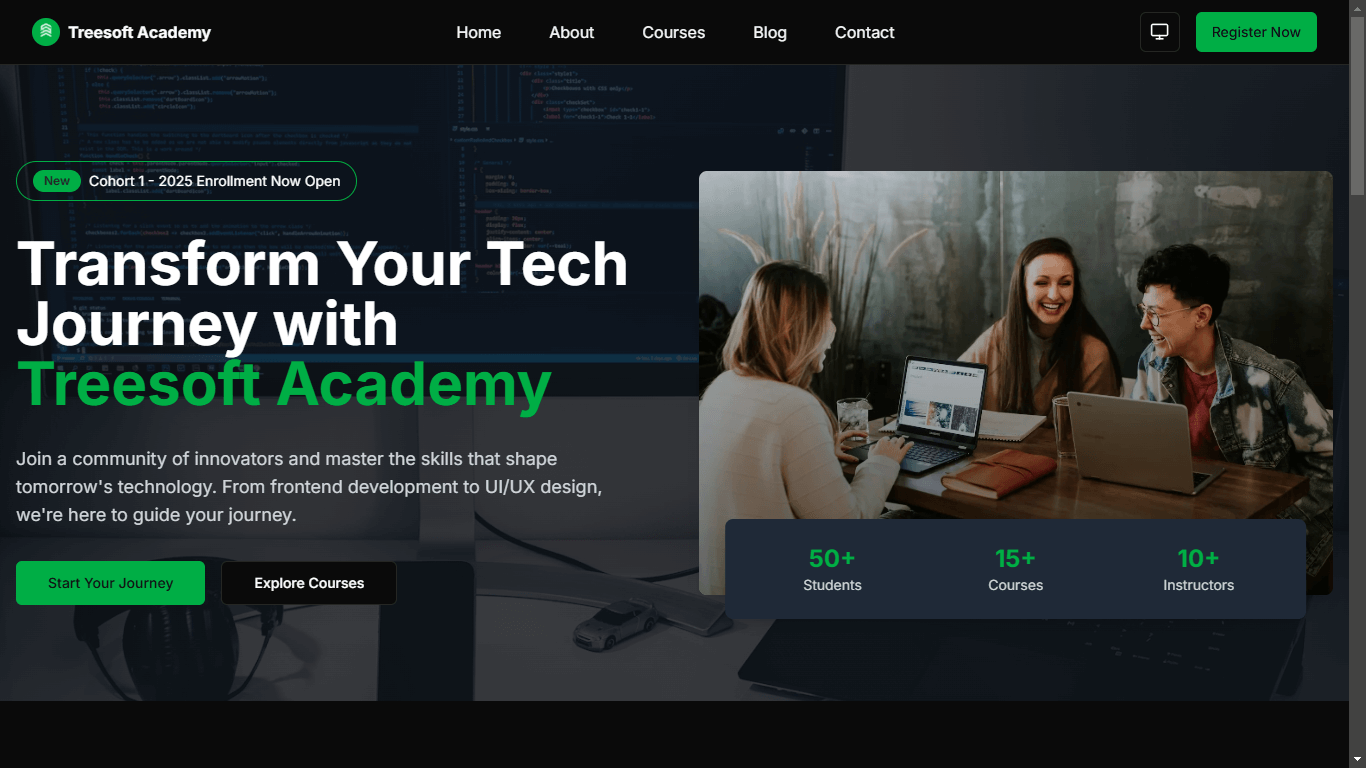 Treesoft Academy
Home
About
Courses
Blog
Contact
Register Now
New
Cohort 1 - 2025 Enrollment Now Open
Transform Your Tech
Journey with
Treesoft Academy
Join a community of innovators and master the skills that shape
tomorrow's technology. From frontend development to UI/UX design,
we're here to guide your journey.
Start Your Journey
Explore Courses
50+
Students
15+
Courses
10+
Instructors